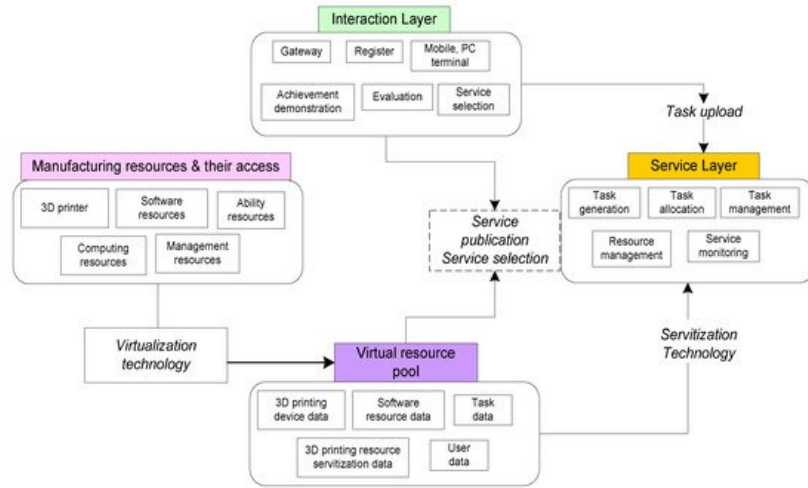 Interaction Layer
Gateway
Register
Mobile, PC
terminal
Achievement
demonstration
Evaluation
Service
selection
Task upload
Manufacturing resources & their access
3D printer
Software
resources
Ability
resources
Computing
resources
Management
resources
Service Layer
Task
generation
Task
allocation
Task
management
Resource
management
Service
monitoring
Service
publication
Service selection
Virtualization
technology
Servitization
Technology
Virtual resource
pool
3D printing
device data
Software
resource data
Task
data
3D printing resource
servitization data
User
data